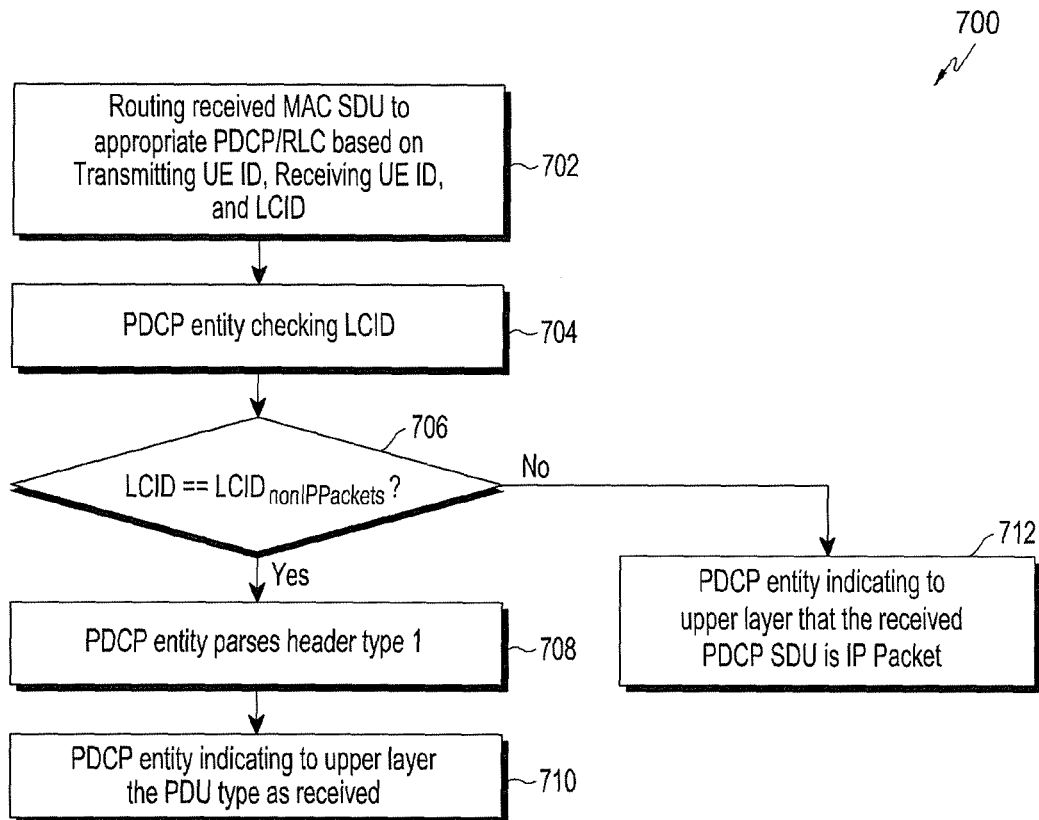 700
Routing received MAC SDU to
appropriate PDCP/RLC based on
Transmitting UE ID, Receiving UE ID,
and LCID
702
PDCP entity checking LCID
704
706
LCID == LCID nonIPPackets ?
No
Yes
712
PDCP entity indicating to
upper layer that the received
PDCP SDU is IP Packet
PDCP entity parses header type 1
708
PDCP entity indicating to upper layer
the PDU type as received
710